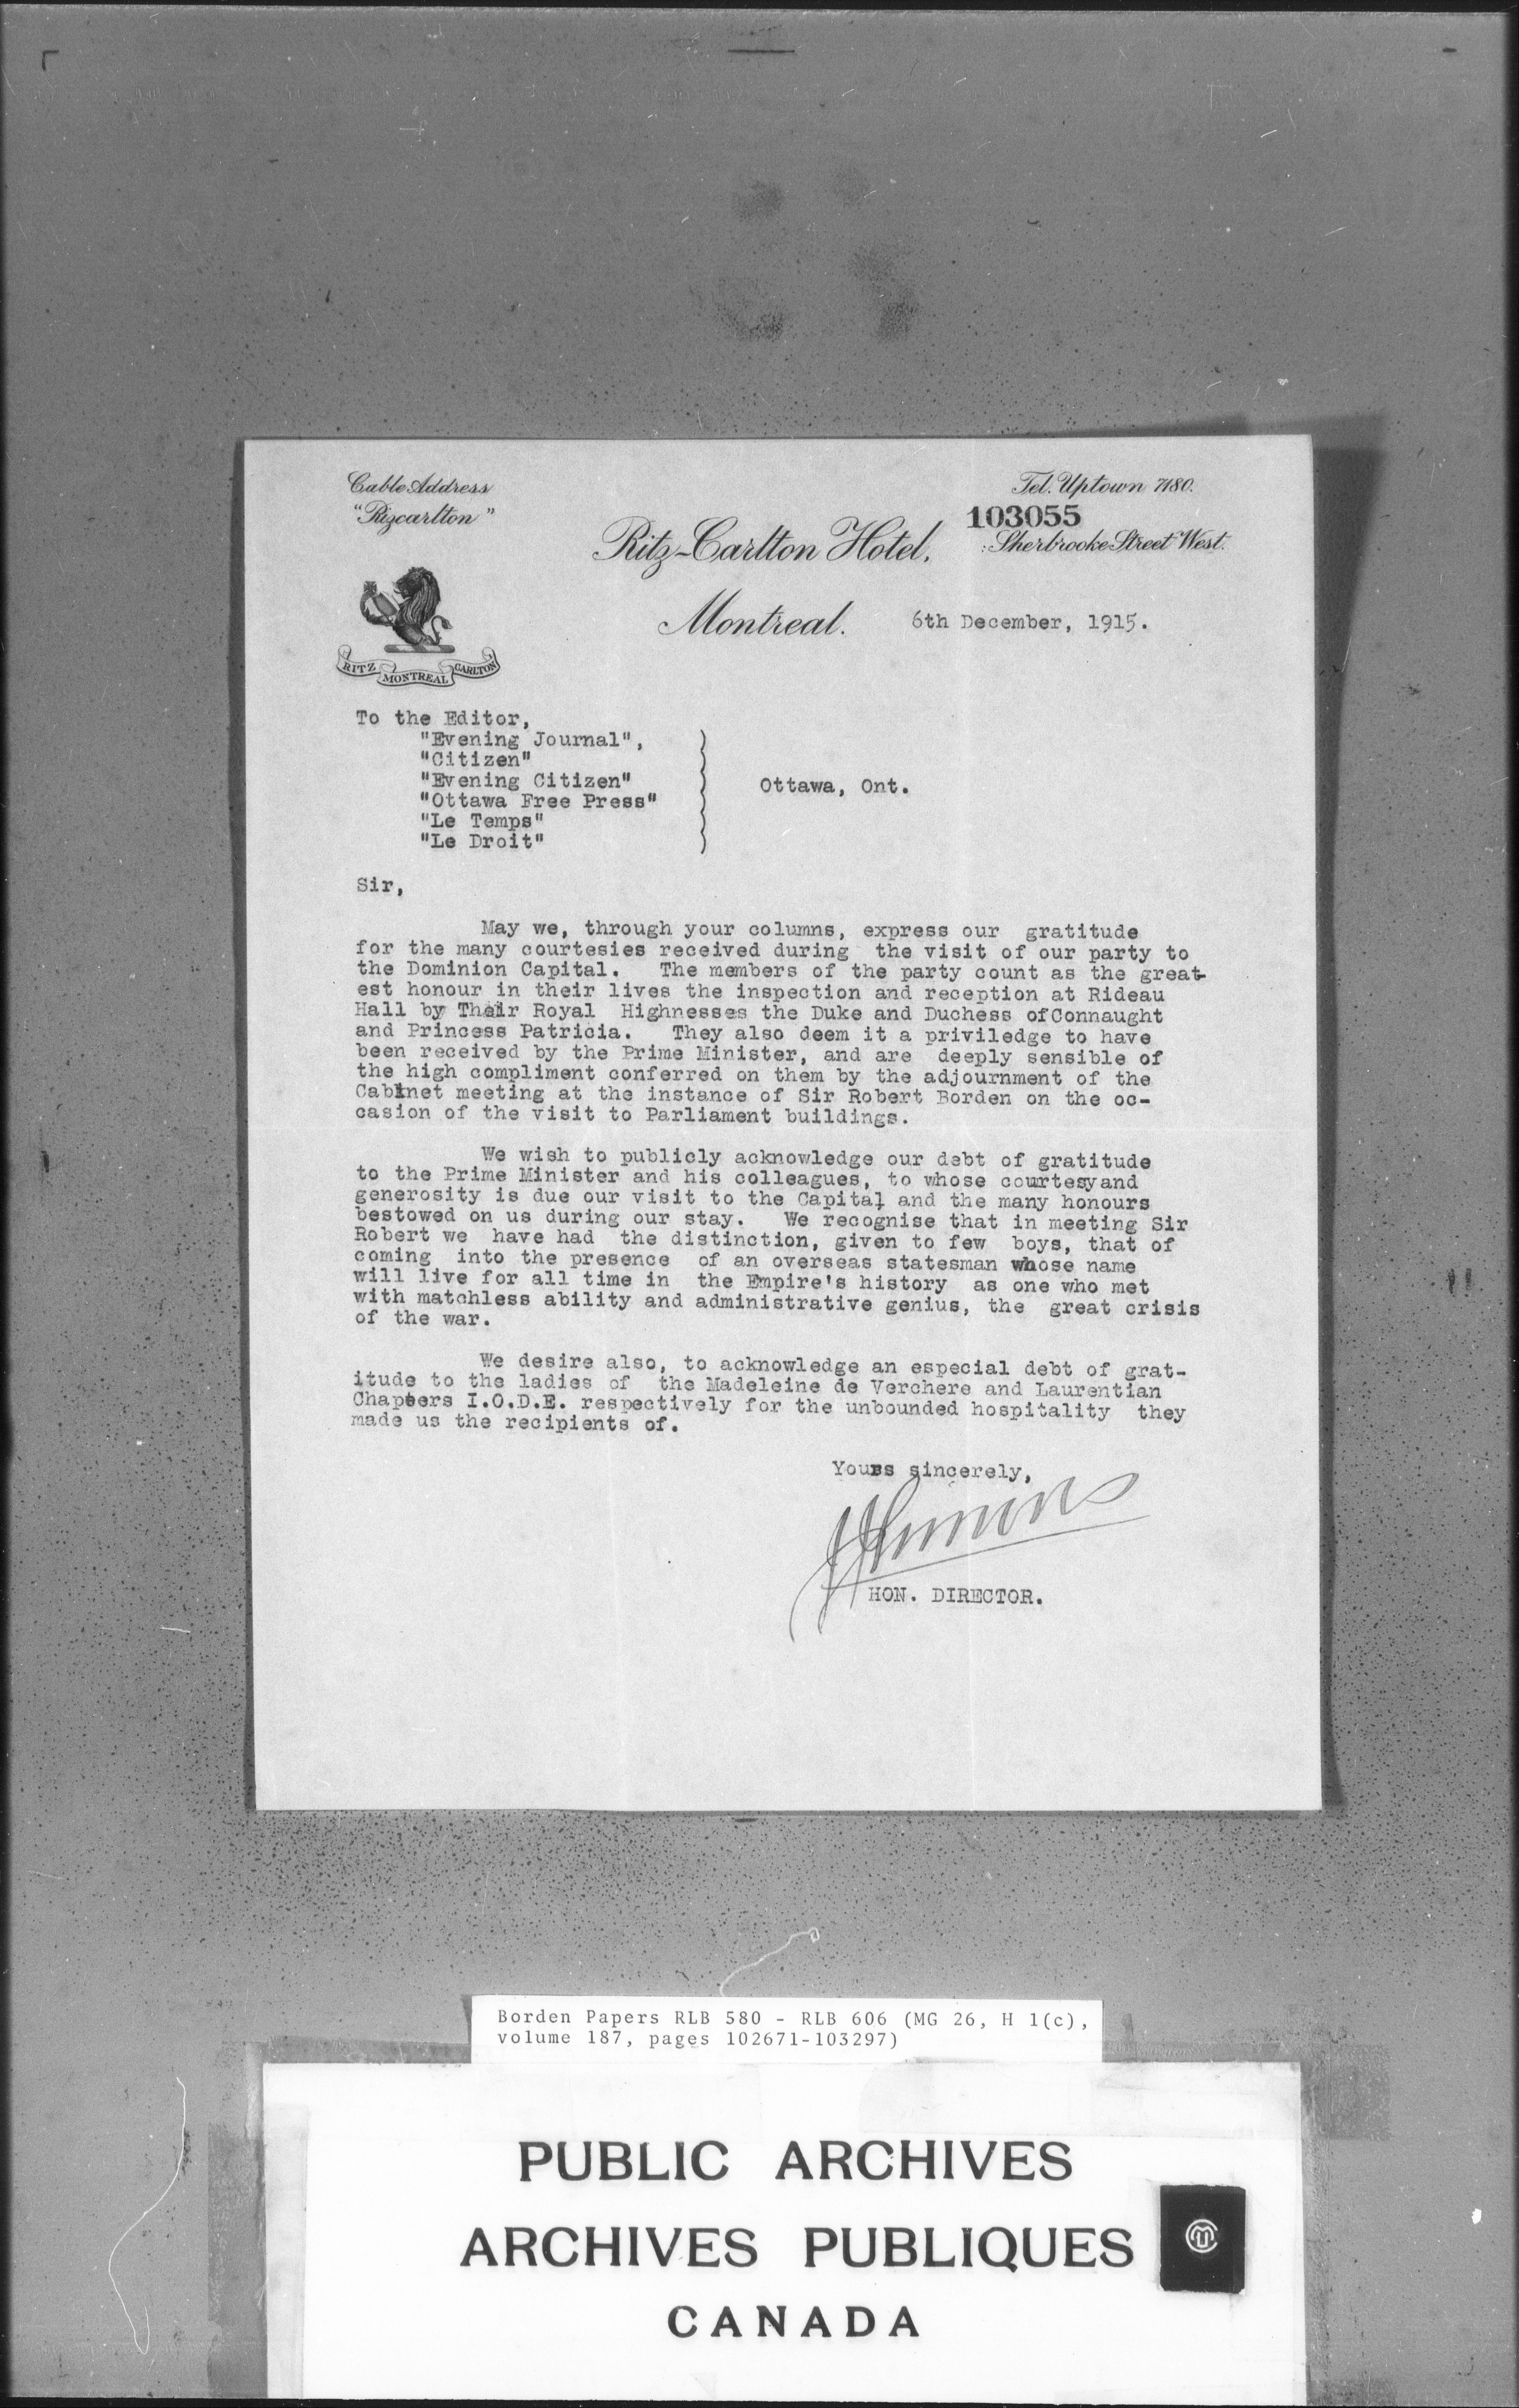 Cable Address
"Rizcarlton"
Tel. Uptown 7180.
103055
Sherbrooke Street West.
Ritz-Carlton Hotel,
Montreal.
6th December, 1915.
RITZ MONTREAL CARLTON
To the Editor,
"Evening Journal",
"Citizen"
"Evening Citizen"
"Ottawa Free Press"
"Le Temps"
"Le Droit"
Ottawa, Ont.
Sir,
May we, through your columns, express our gratitude
for the many courtesies received during the visit of our party to
the Dominion Capital. The members of the party count as the great-
est honour in their lives the inspection and reception at Rideau
Hall by Their Royal Highnesses the Duke and Duchess ofConnaught
and Princess Patricia. They also deem it a priviledge to have
been received by the Prime Minister, and are deeply sensible of
the high compliment conferred on them by the adjournment of the
Cabinet meeting at the instance of Sir Robert Borden on the oc-
casion of the visit to Parliament buildings.
We wish to publicly acknowledge our debt of gratitude
to the Prime Minister and his colleagues, to whose courtesyand
generosity is due our visit to the Capital and the many honours
bestowed on us during our stay. We recognise that in meeting Sir
Robert we have had the distinction, given to few boys, that of
coming into the presence of an overseas statesman whose name
will live for all time in the Empire's history as one who met
with matchless ability and administrative genius, the great crisis
of the war.
We desire also, to acknowledge an especial debt of grat-
itude to the ladies of the Madeleine de Verchere and Laurentian
Chapters I.O.D.E. respectively for the unbounded hospitality they
made us the recipients of.
Yours sincerely,
HON. DIRECTOR.
Borden Papers RLB 580 - RLB 606 (MG 26, H 1(c),
volume 187, pages 102671-103297)
PUBLIC ARCHIVES
ARCHIVES PUBLIQUES
CANADA